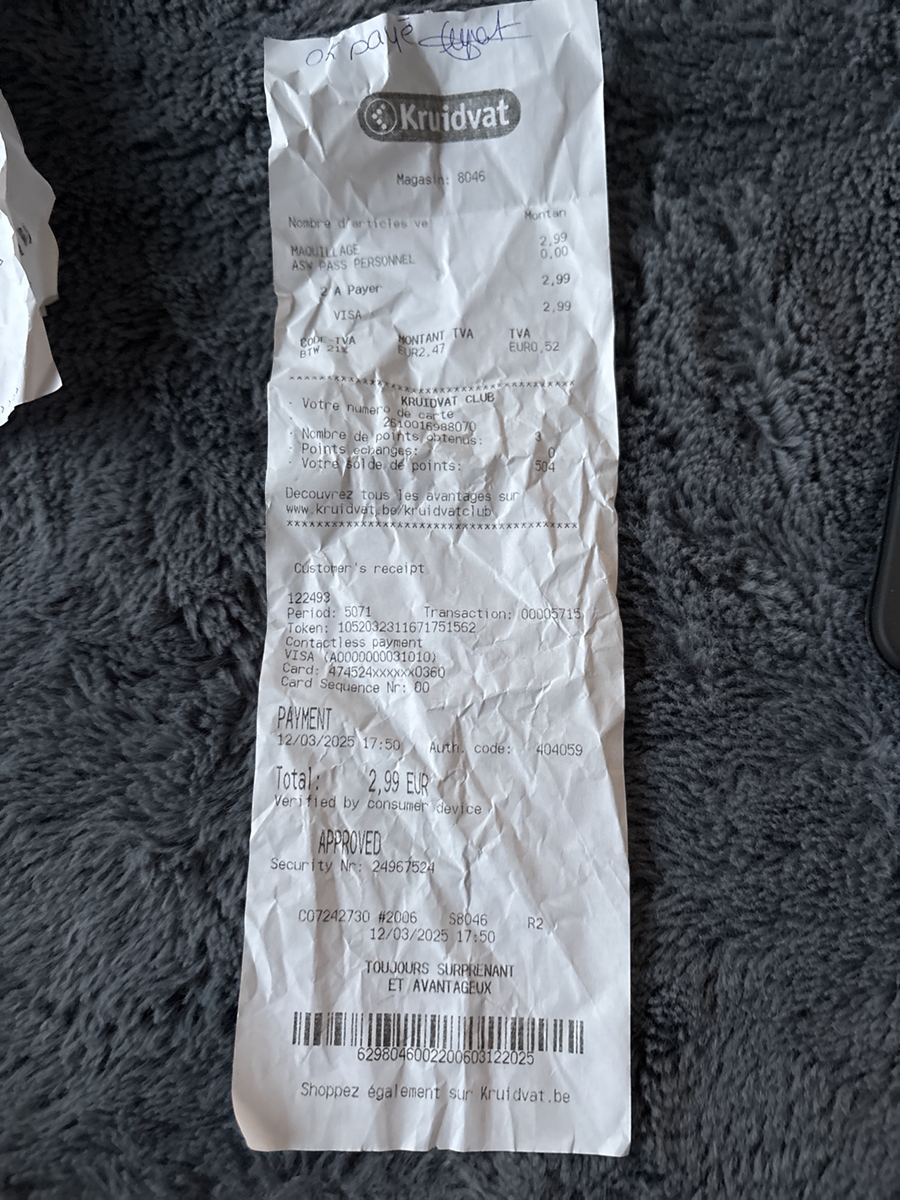 ok payé
Kruidvat
Magasin: 8046
Nombre d'articles ve Montan
MAQUILLAGE 2,99
ASW PASS PERSONNEL 0,00
2 A Payer 2,99
VISA 2,99
CODE-TVA MONTANT TVA TVA
BTW 21% EUR2,47 EUR0,52
****************************************
KRUIDVAT CLUB
· Votre numero de carte
2610016988070
· Nombre de points obtenus: 3
· Points echanges: 0
· Votre solde de points: 504
Decouvrez tous les avantages sur
www.kruidvat.be/kruidvatclub
****************************************
Customer's receipt
122493
Period: 5071 Transaction: 00005715
Token: 1052032311671751562
Contactless payment
VISA (A0000000031010)
Card: 474524xxxxxx0360
Card Sequence Nr: 00
PAYMENT
12/03/2025 17:50 Auth. code: 404059
Total: 2,99 EUR
Verified by consumer device
APPROVED
Security Nr: 24967524
C07242730 #2006 S8046 R2
12/03/2025 17:50
TOUJOURS SURPRENANT
ET AVANTAGEUX
6298046002200603122025
Shoppez également sur Kruidvat.be